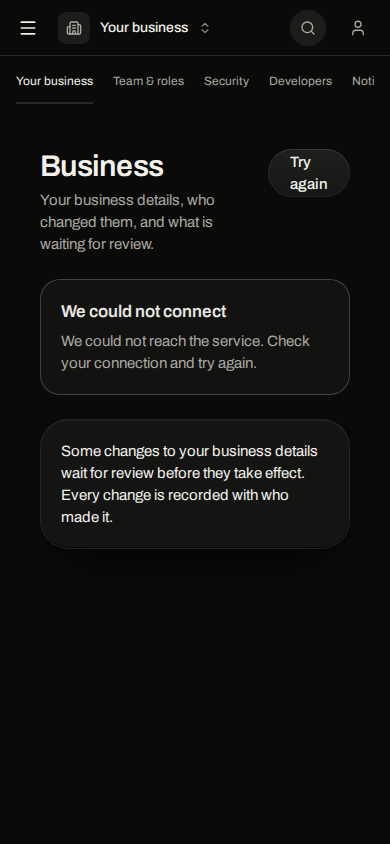 Your business
Your business Team & roles Security Developers Noti
Business
Try
again
Your business details, who
changed them, and what is
waiting for review.
We could not connect
We could not reach the service. Check
your connection and try again.
Some changes to your business details
wait for review before they take effect.
Every change is recorded with who
made it.